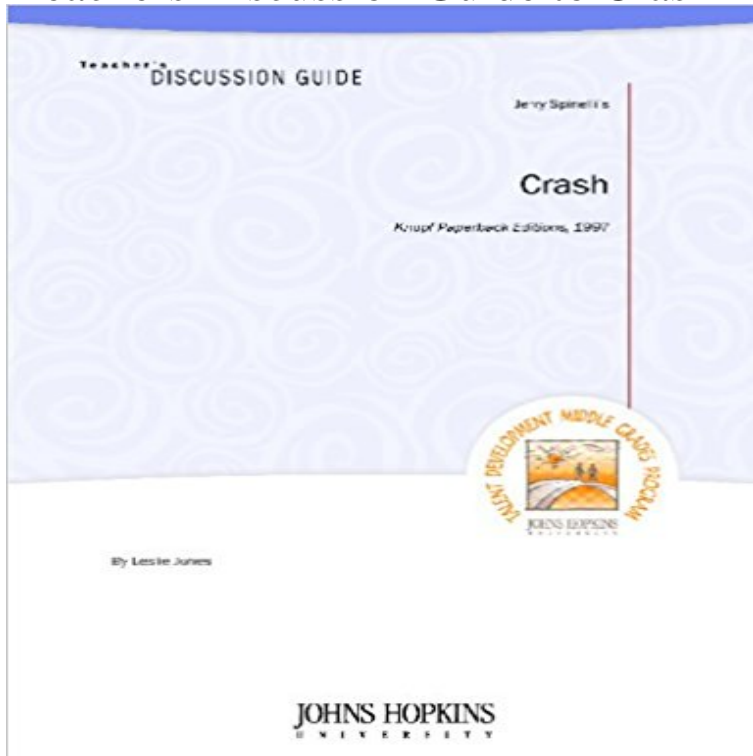 Teacher's
DISCUSSION GUIDE
Jerry Spinelli's
Crash
Knopf Paperback Editions, 1997
TALENT DEVELOPMENT MIDDLE GRADES PROGRAM
JOHNS HOPKINS
UNIVERSITY
By Leslie Jones
JOHNS HOPKINS
UNIVERSITY